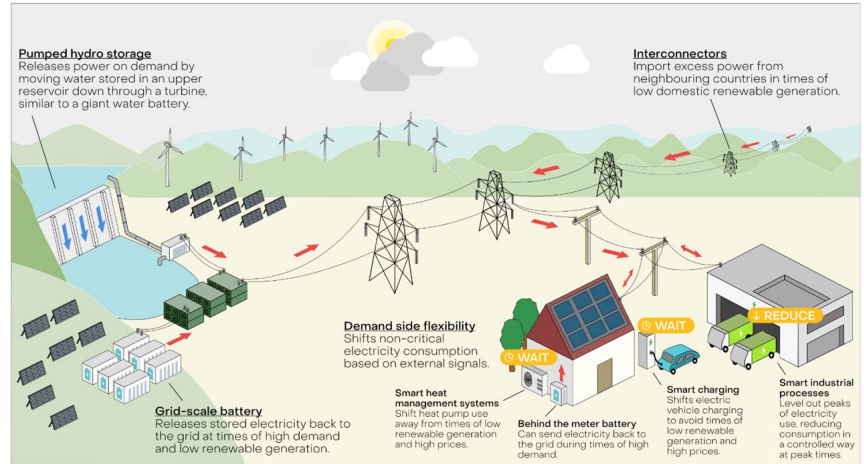 Pumped hydro storage
Releases power on demand by
moving water stored in an upper
reservoir down through a turbine,
similar to a giant water battery.
Interconnectors
Import excess power from
neighbouring countries in times of
low domestic renewable generation.
Demand side flexibility
Shifts non-critical
electricity consumption
based on external signals.
WAIT
WAIT
REDUCE
Grid-scale battery
Releases stored electricity back to
the grid at times of high demand
and low renewable generation.
Smart heat
management systems
Shift heat pump use
away from times of low
renewable generation
and high prices.
Behind the meter battery
Can send electricity back to
the grid during times of high
demand.
Smart charging
Shifts electric
vehicle charging to
avoid times of low
renewable
generation and
high prices.
Smart industrial
processes
Level out peaks
of electricity
use, reducing
consumption in
a controlled way
at peak times.